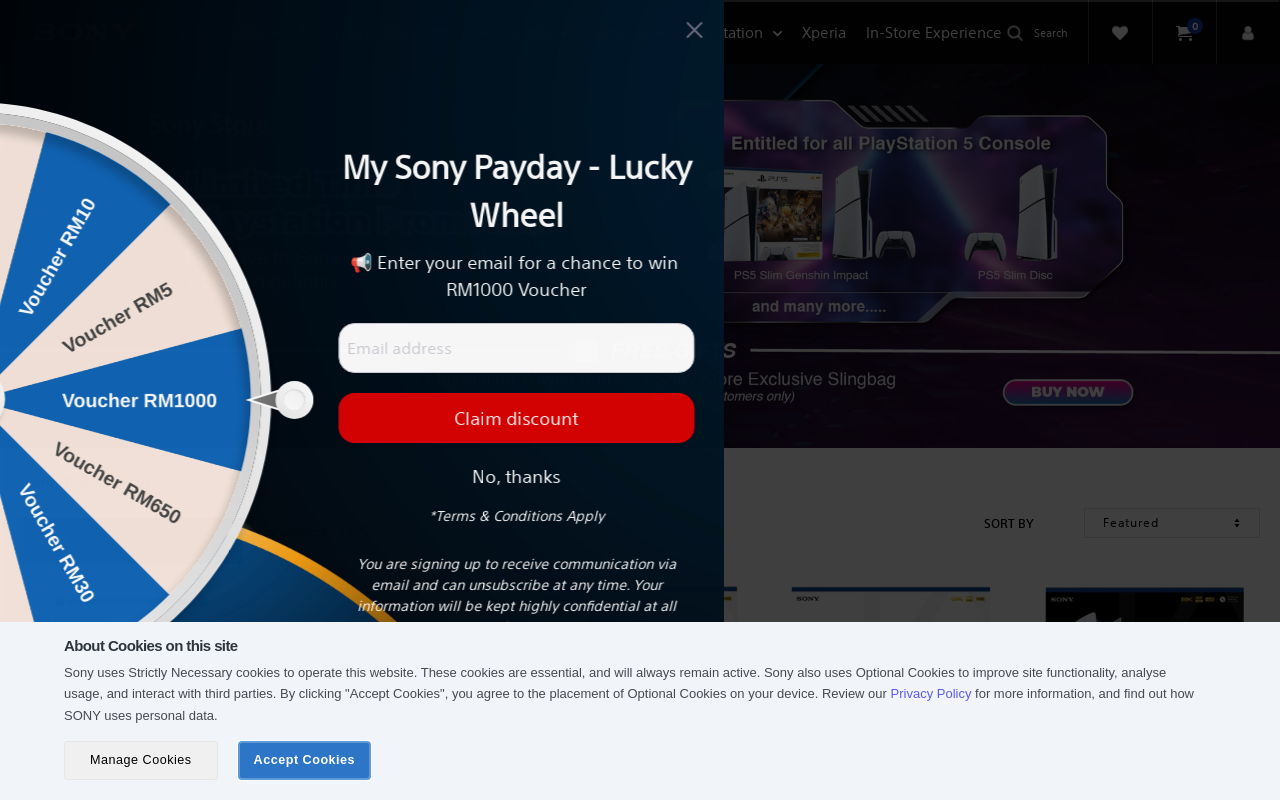 SONY
tation
Xperia
In-Store Experience
Search
0
Entitled for all PlayStation 5 Console
PS5 Slim Genshin Impact
PS5 Slim Disc
and many more.....
FREE GIFTS
ore Exclusive Slingbag
tomers only)
BUY NOW
My Sony Payday - Lucky
Wheel
📢 Enter your email for a chance to win
RM1000 Voucher
Email address
Claim discount
No, thanks
*Terms & Conditions Apply
You are signing up to receive communication via
email and can unsubscribe at any time. Your
information will be kept highly confidential at all
Voucher RM10
Voucher RM5
Voucher RM1000
Voucher RM650
Voucher RM30
SORT BY
Featured
SONY
SONY
About Cookies on this site
Sony uses Strictly Necessary cookies to operate this website. These cookies are essential, and will always remain active. Sony also uses Optional Cookies to improve site functionality, analyse
usage, and interact with third parties. By clicking "Accept Cookies", you agree to the placement of Optional Cookies on your device. Review our Privacy Policy for more information, and find out how
SONY uses personal data.
Manage Cookies
Accept Cookies